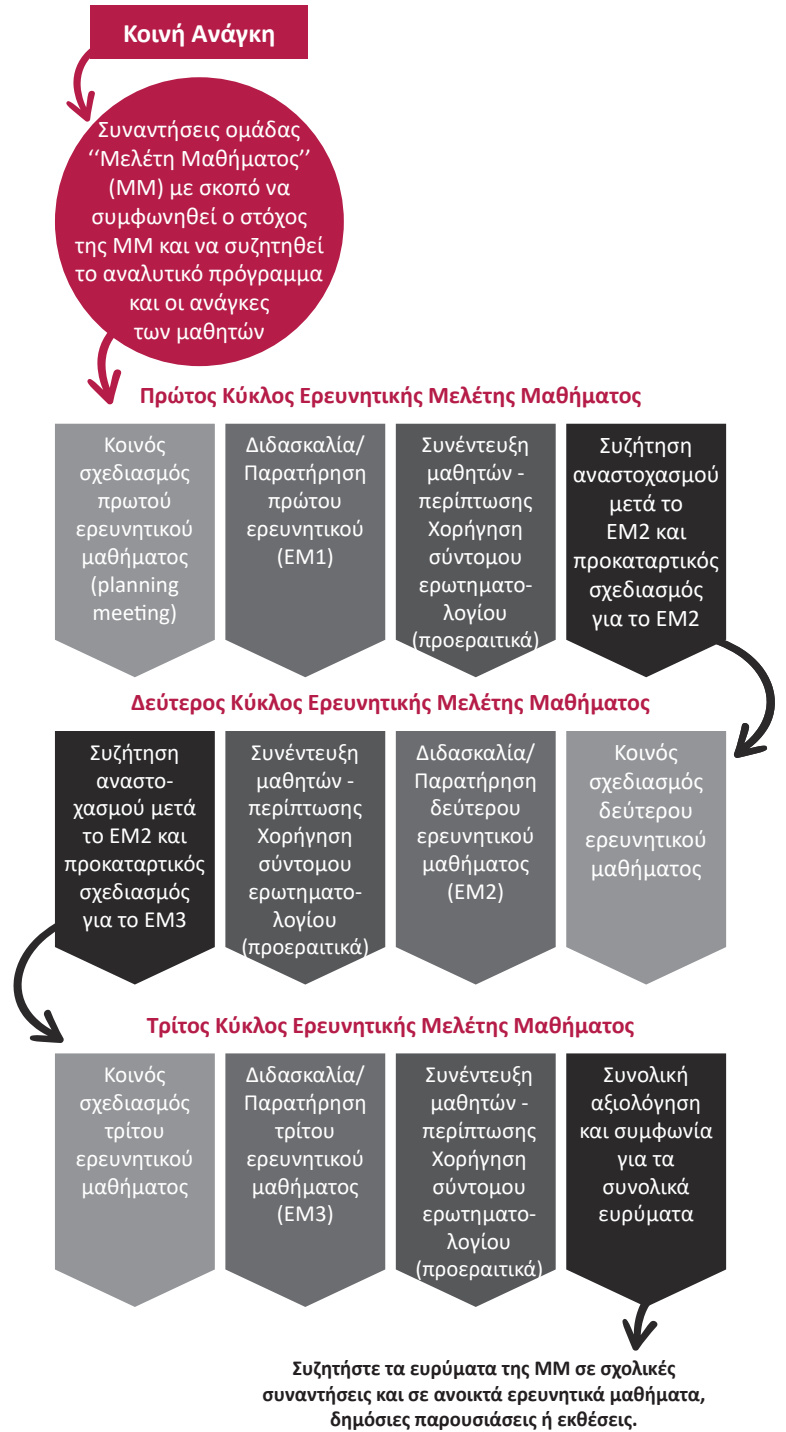 Κοινή Ανάγκη
Συναντήσεις ομάδας
‘‘Μελέτη Μαθήματος’’
(ΜΜ) με σκοπό να
συμφωνηθεί ο στόχος
της ΜΜ και να συζητηθεί
το αναλυτικό πρόγραμμα
και οι ανάγκες
των μαθητών
Πρώτος Κύκλος Ερευνητικής Μελέτης Μαθήματος
Κοινός
σχεδιασμός
πρωτού
ερευνητικού
μαθήματος
(planning
meeting)
Διδασκαλία/
Παρατήρηση
πρώτου
ερευνητικού
(ΕΜ1)
Συνέντευξη
μαθητών -
περίπτωσης
Χορήγηση
σύντομου
ερωτηματο-
λογίου
(προεραιτικά)
Συζήτηση
αναστοχασμού
μετά το
ΕΜ2 και
προκαταρτικός
σχεδιασμός
για το ΕΜ2
Δεύτερος Κύκλος Ερευνητικής Μελέτης Μαθήματος
Κοινός
σχεδιασμός
δεύτερου
ερευνητικού
μαθήματος
Διδασκαλία/
Παρατήρηση
δεύτερου
ερευνητικού
μαθήματος
(ΕΜ2)
Συνέντευξη
μαθητών -
περίπτωσης
Χορήγηση
σύντομου
ερωτηματο-
λογίου
(προεραιτικά)
Συζήτηση
αναστο-
χασμού μετά
το ΕΜ2 και
προκαταρτικός
σχεδιασμός
για το ΕΜ3
Τρίτος Κύκλος Ερευνητικής Μελέτης Μαθήματος
Κοινός
σχεδιασμός
τρίτου
ερευνητικού
μαθήματος
Διδασκαλία/
Παρατήρηση
τρίτου
ερευνητικού
μαθήματος
(ΕΜ3)
Συνέντευξη
μαθητών -
περίπτωσης
Χορήγηση
σύντομου
ερωτηματο-
λογίου
(προεραιτικά)
Συνολική
αξιολόγηση
και συμφωνία
για τα
συνολικά
ευρύματα
Συζητήστε τα ευρύματα της ΜΜ σε σχολικές
συναντήσεις και σε ανοικτά ερευνητικά μαθήματα,
δημόσιες παρουσιάσεις ή εκθέσεις.